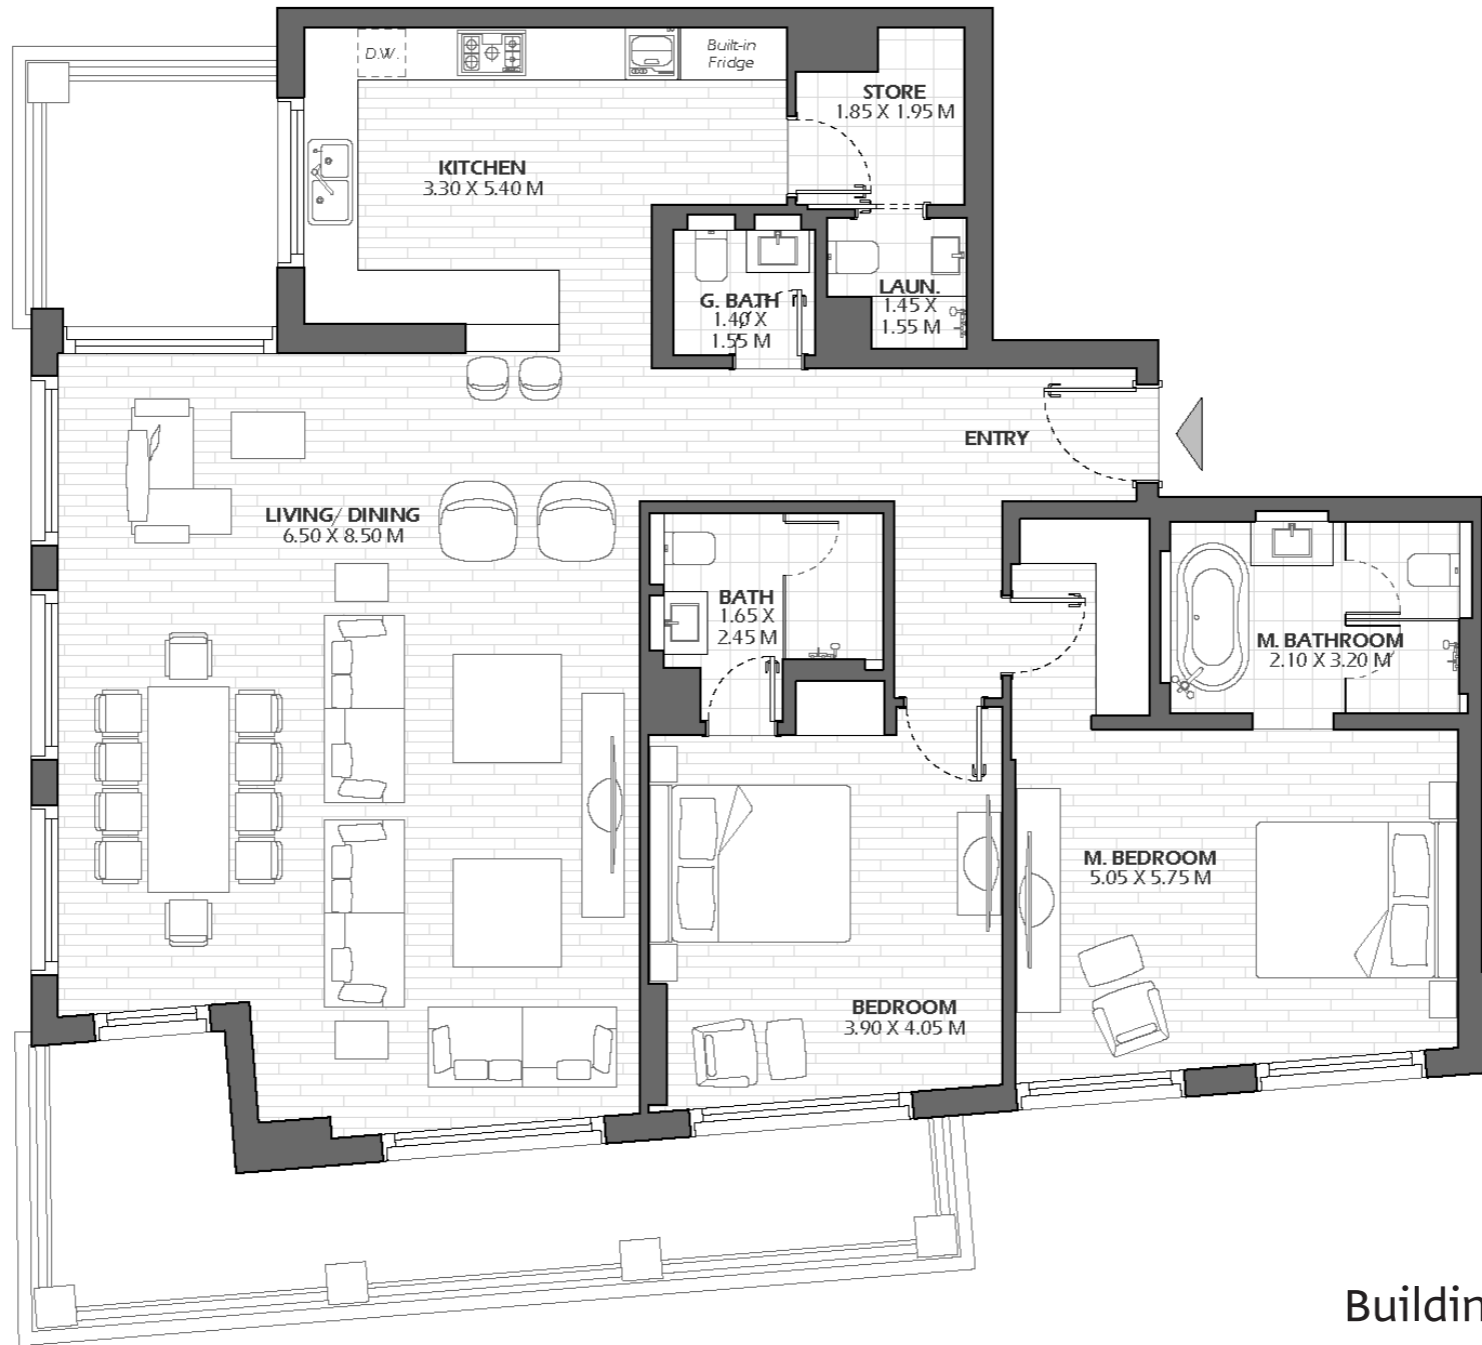 D.W.
Built-in
Fridge
STORE
1.85 X 1.95 M
KITCHEN
3.30 X 5.40 M
G. BATH
1.40 X
1.55 M
LAUN.
1.45 X
1.55 M
ENTRY
LIVING/ DINING
6.50 X 8.50 M
BATH
1.65 X
2.45 M
M. BATHROOM
2.10 X 3.20 M
M. BEDROOM
5.05 X 5.75 M
BEDROOM
3.90 X 4.05 M
Buildin